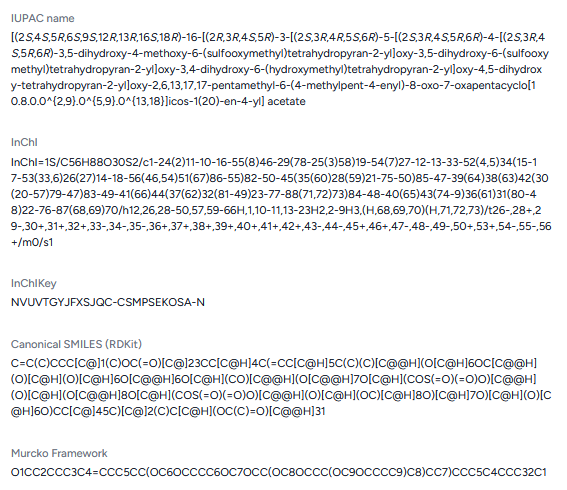 IUPAC name
[(2S,4S,5R,6S,9S,12R,13R,16S,18R)-16-[(2R,3R,4S,5R)-3-[(2S,3R,4R,5S,6R)-5-[(2S,3R,4S,5R,6R)-4-[(2S,3R,4
S,5R,6R)-3,5-dihydroxy-4-methoxy-6-(sulfooxymethyl)tetrahydropyran-2-yl]oxy-3,5-dihydroxy-6-(sulfooxy
methyl)tetrahydropyran-2-yl]oxy-3,4-dihydroxy-6-(hydroxymethyl)tetrahydropyran-2-yl]oxy-4,5-dihydrox
y-tetrahydropyran-2-yl]oxy-2,6,13,17,17-pentamethyl-6-(4-methylpent-4-enyl)-8-oxo-7-oxapentacyclo[1
0.8.0.0^{2,9}.0^{5,9}.0^{13,18}]icos-1(20)-en-4-yl] acetate
InChI
InChI=1S/C56H88O30S2/c1-24(2)11-10-16-55(8)46-29(78-25(3)58)19-54(7)27-12-13-33-52(4,5)34(15-1
7-53(33,6)26(27)14-18-56(46,54)51(67)86-55)82-50-45(35(60)28(59)21-75-50)85-47-39(64)38(63)42(30
(20-57)79-47)83-49-41(66)44(37(62)32(81-49)23-77-88(71,72)73)84-48-40(65)43(74-9)36(61)31(80-4
8)22-76-87(68,69)70/h12,26,28-50,57,59-66H,1,10-11,13-23H2,2-9H3,(H,68,69,70)(H,71,72,73)/t26-,28+,2
9-,30+,31+,32+,33-,34-,35-,36+,37+,38+,39+,40+,41+,42+,43-,44-,45+,46+,47-,48-,49-,50+,53+,54-,55-,56
+/m0/s1
InChIKey
NVUVTGYJFXSJQC-CSMPSEKOSA-N
Canonical SMILES (RDKit)
C=C(C)CCC[C@]1(C)OC(=O)[C@]23CC[C@H]4C(=CC[C@H]5C(C)(C)[C@@H](O[C@H]6OC[C@@H]
(O)[C@H](O)[C@H]6O[C@@H]6O[C@H](CO)[C@@H](O[C@@H]7O[C@H](COS(=O)(=O)O)[C@@H]
(O)[C@H](O[C@@H]8O[C@H](COS(=O)(=O)O)[C@@H](O)[C@H](OC)[C@H]8O)[C@H]7O)[C@H](O)[C
@H]6O)CC[C@]45C)[C@]2(C)C[C@H](OC(C)=O)[C@@H]31
Murcko Framework
O1CC2CCC3C4=CCC5CC(OC6OCCCC6OC7OCC(OC8OCCC(OC9OCCCC9)C8)CC7)CCC5C4CCC32C1